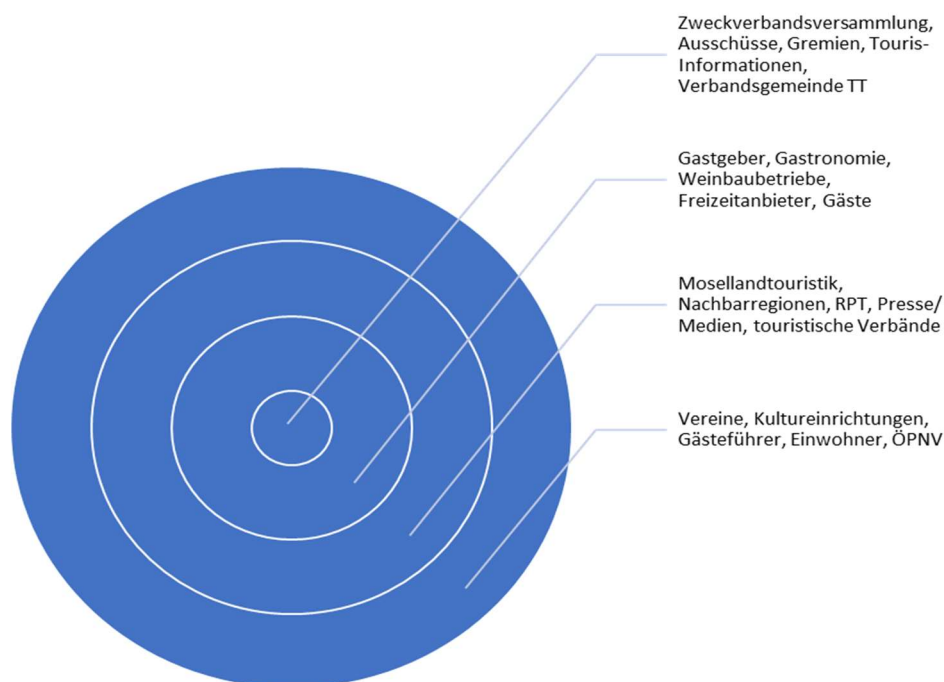 Zweckverbandsversammlung,
Ausschüsse, Gremien, Touris-
Informationen,
Verbandsgemeinde TT
Gastgeber, Gastronomie,
Weinbaubetriebe,
Freizeitanbieter, Gäste
Mosellandtouristik,
Nachbarregionen, RPT, Presse/
Medien, touristische Verbände
Vereine, Kultureinrichtungen,
Gästeführer, Einwohner, ÖPNV